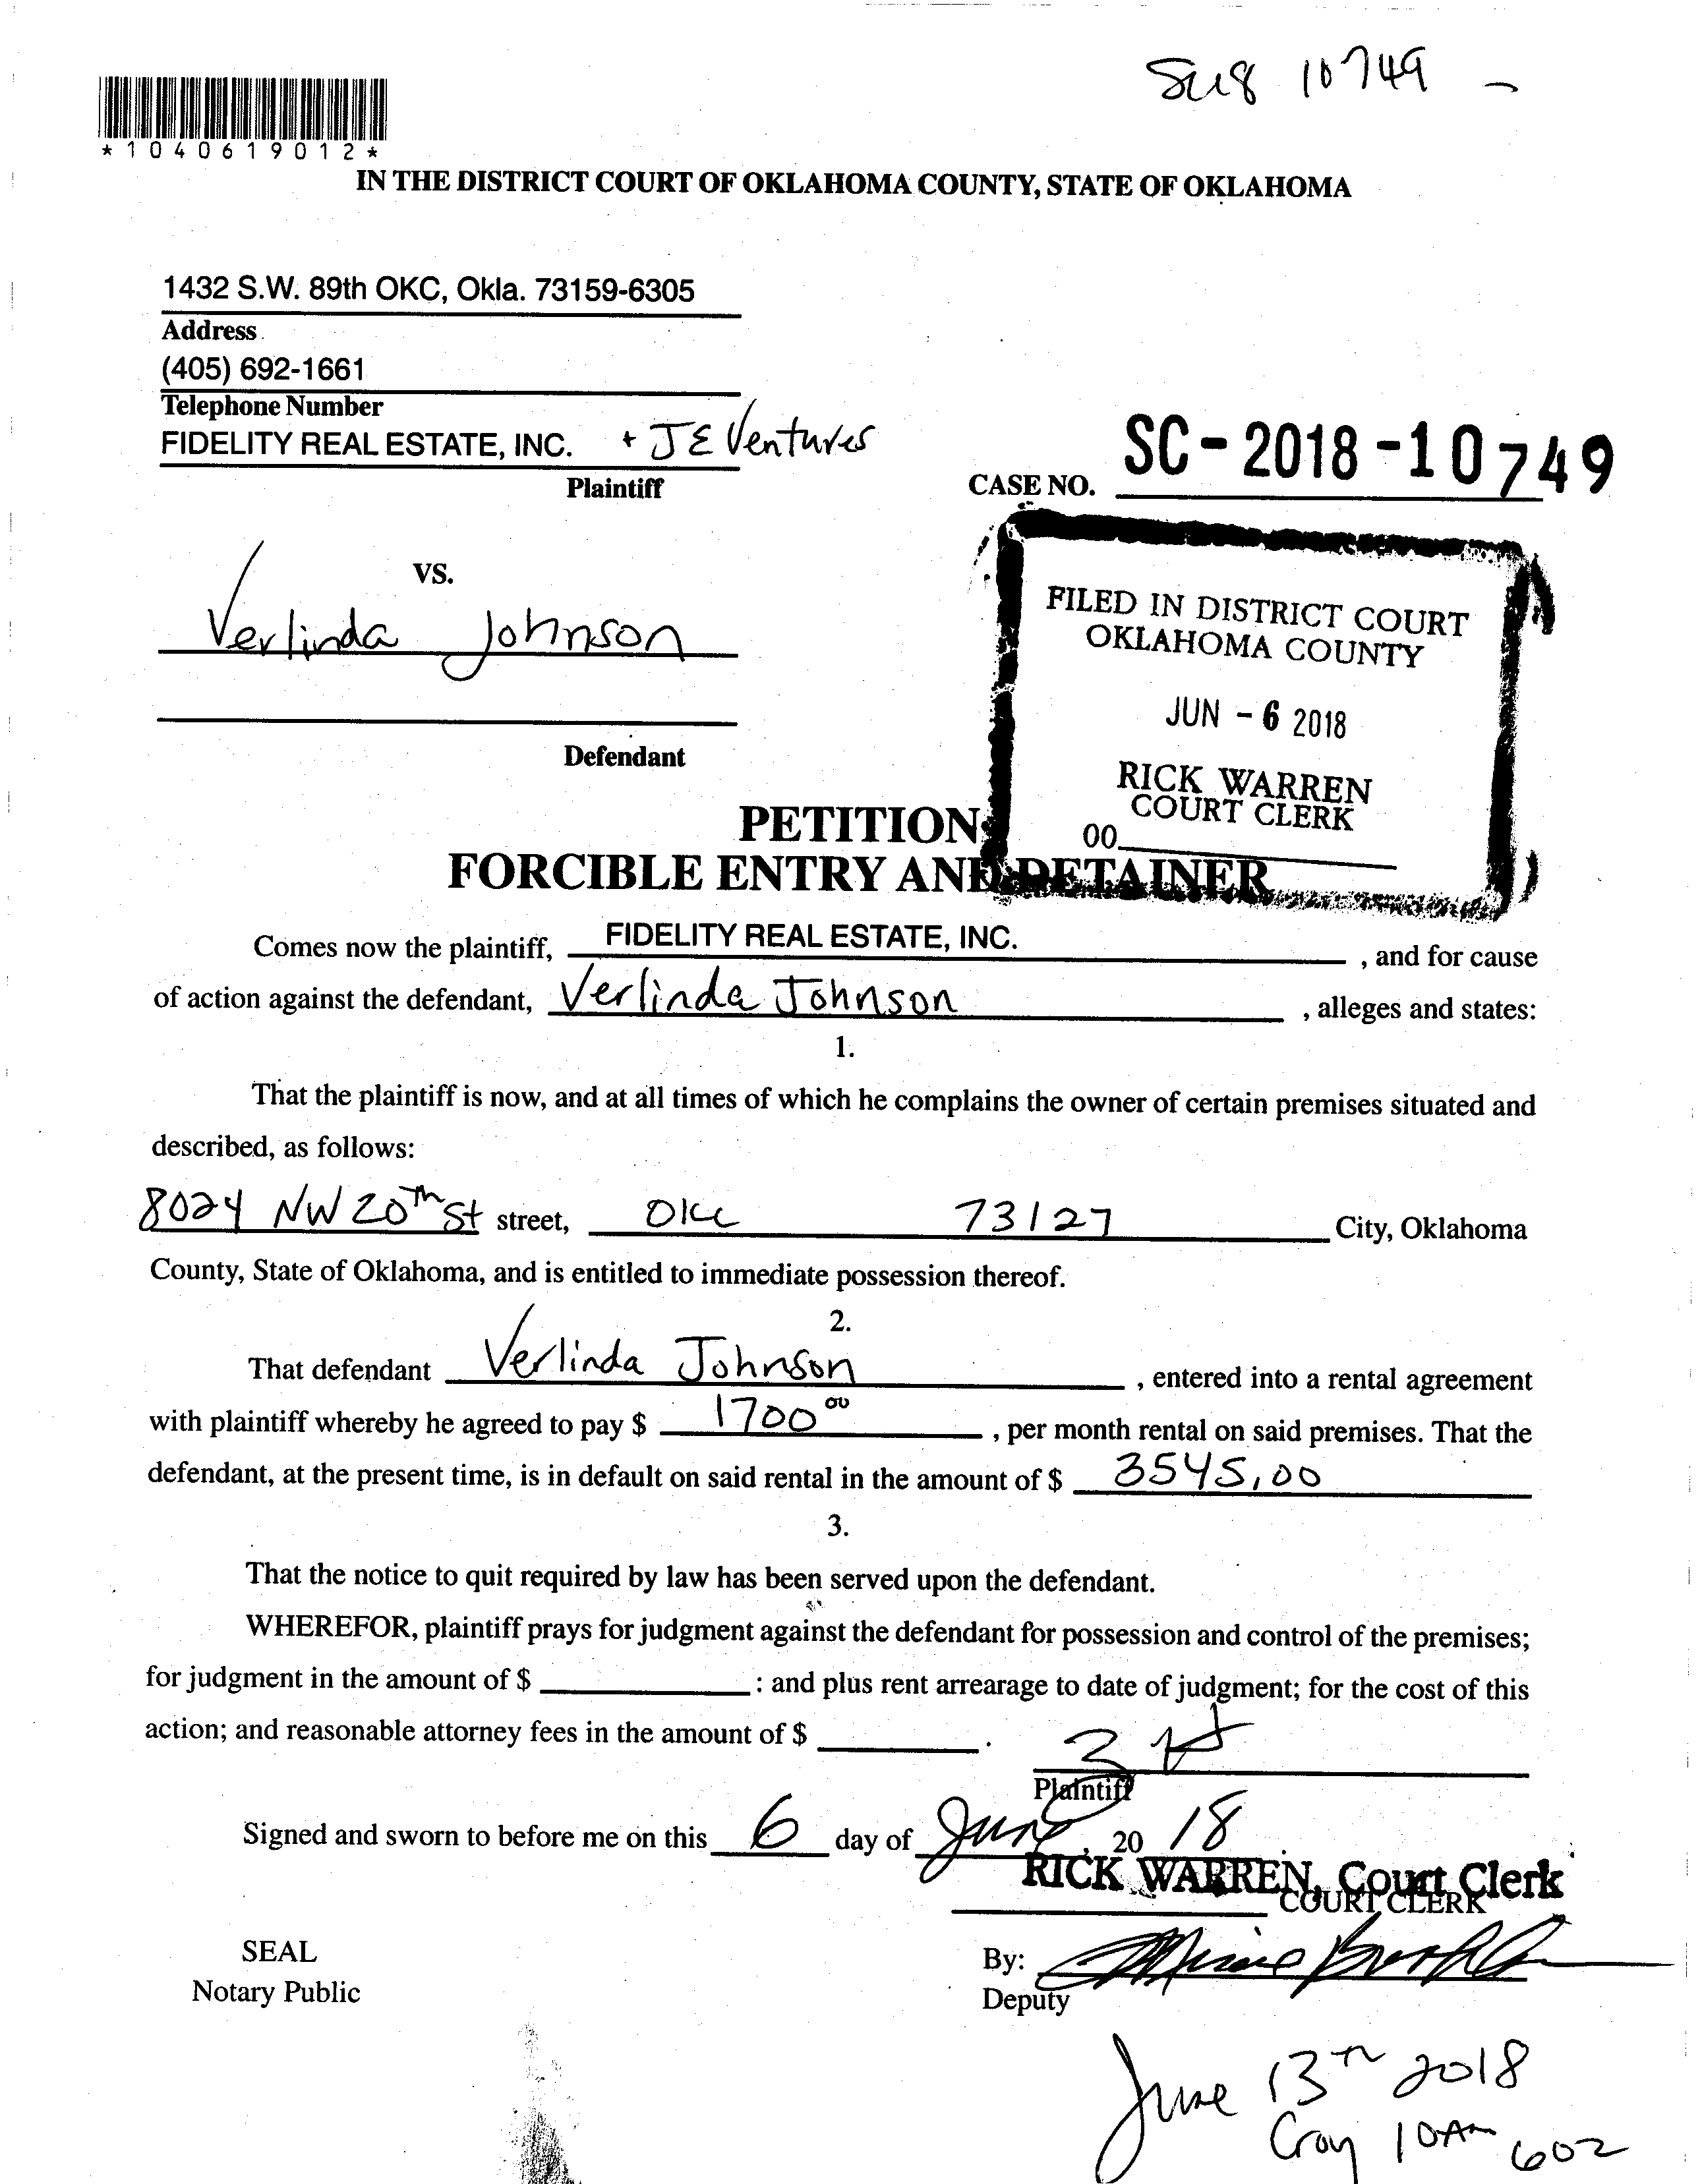 10749 -
*1040619012*
IN THE DISTRICT COURT OF OKLAHOMA COUNTY, STATE OF OKLAHOMA
1432 S.W. 89th OKC, Okla. 73159-6305
Address
(405) 692-1661
Telephone Number
FIDELITY REAL ESTATE, INC. + JE Ventures
Plaintiff
CASE NO. SC-2018-10749
VS.
Verlinda Johnson
Defendant
FILED IN DISTRICT COURT
OKLAHOMA COUNTY
JUN - 6 2018
RICK WARREN
COURT CLERK
00
PETITION
FORCIBLE ENTRY AND DETAINER
Comes now the plaintiff, FIDELITY REAL ESTATE, INC. , and for cause
of action against the defendant, Verlinda Johnson , alleges and states:
1.
That the plaintiff is now, and at all times of which he complains the owner of certain premises situated and
described, as follows:
8024 NW 20TH St street, OKC 73127 City, Oklahoma
County, State of Oklahoma, and is entitled to immediate possession thereof.
2.
That defendant Verlinda Johnson , entered into a rental agreement
with plaintiff whereby he agreed to pay $ 1700 00 , per month rental on said premises. That the
defendant, at the present time, is in default on said rental in the amount of $ 3545,00
3.
That the notice to quit required by law has been served upon the defendant.
WHEREFOR, plaintiff prays for judgment against the defendant for possession and control of the premises;
for judgment in the amount of $ : and plus rent arrearage to date of judgment; for the cost of this
action; and reasonable attorney fees in the amount of $ .
Plaintiff
Signed and sworn to before me on this 6 day of June, 20 18
RICK WARREN, Court Clerk
COURT CLERK
SEAL
Notary Public
By:
Deputy
June 13TH 2018
10AM 602